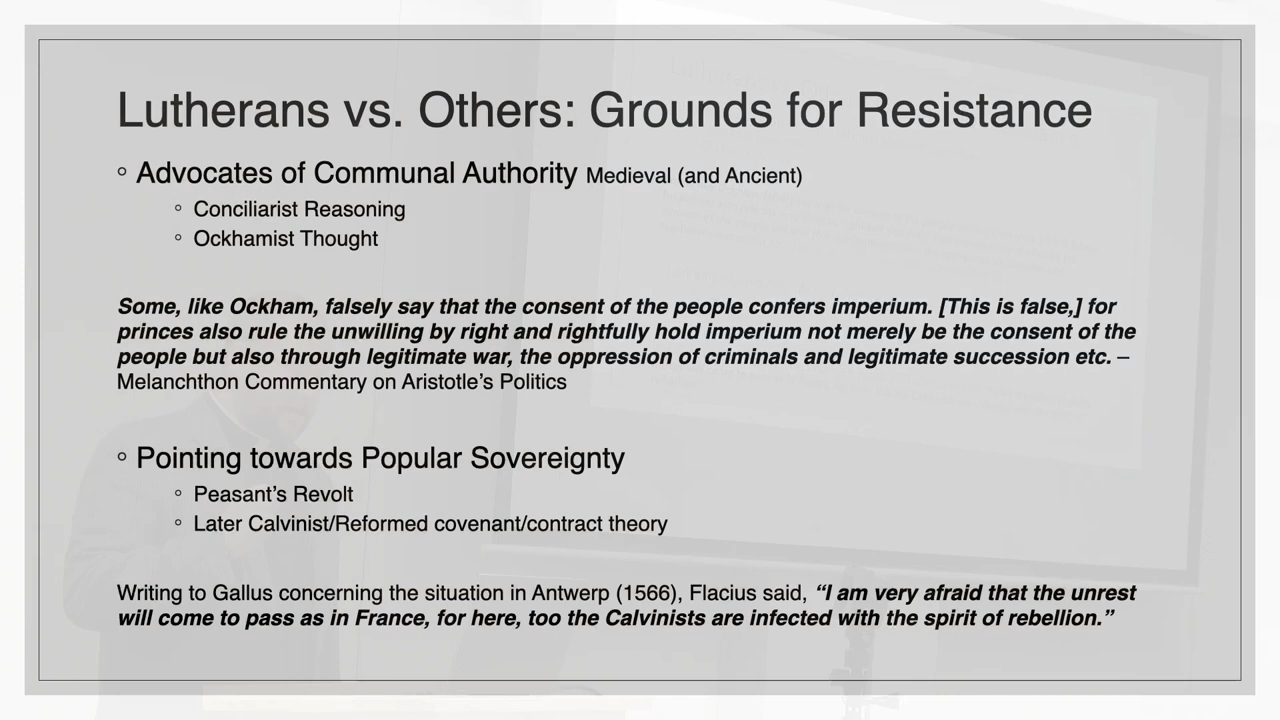 Lutherans vs. Others: Grounds for Resistance
◦ Advocates of Communal Authority Medieval (and Ancient)
◦ Conciliarist Reasoning
◦ Ockhamist Thought
Some, like Ockham, falsely say that the consent of the people confers imperium. [This is false,] for
princes also rule the unwilling by right and rightfully hold imperium not merely be the consent of the
people but also through legitimate war, the oppression of criminals and legitimate succession etc. –
Melanchthon Commentary on Aristotle’s Politics
◦ Pointing towards Popular Sovereignty
◦ Peasant’s Revolt
◦ Later Calvinist/Reformed covenant/contract theory
Writing to Gallus concerning the situation in Antwerp (1566), Flacius said, “I am very afraid that the unrest
will come to pass as in France, for here, too the Calvinists are infected with the spirit of rebellion.”